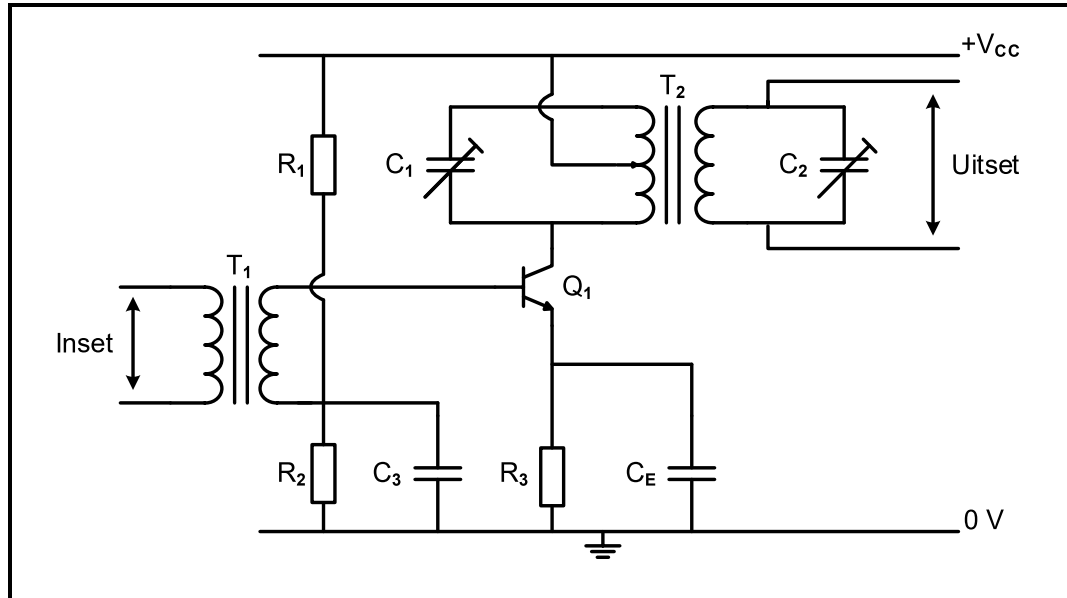 +VCC
T2
R1
C1
C2
Uitset
T1
Q1
Inset
R2
C3
R3
CE
0 V